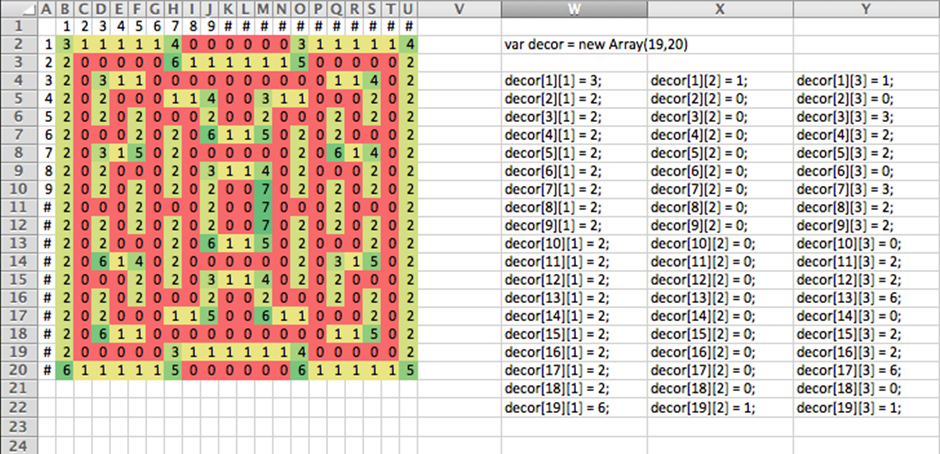 A B C D E F G H I J K L M N O P Q R S T U V W X Y
1 1 2 3 4 5 6 7 8 9 # # # # # # # # # # #
2 1 3 1 1 1 1 1 4 0 0 0 0 0 0 3 1 1 1 1 1 4 var decor = new Array(19,20)
3 2 2 0 0 0 0 0 6 1 1 1 1 1 1 5 0 0 0 0 0 2
4 3 2 0 3 1 1 0 0 0 0 0 0 0 0 0 0 1 1 4 0 2 decor[1][1] = 3; decor[1][2] = 1; decor[1][3] = 1;
5 4 2 0 2 0 0 0 1 1 4 0 0 3 1 1 0 0 0 2 0 2 decor[2][1] = 2; decor[2][2] = 0; decor[2][3] = 0;
6 5 2 0 2 0 2 0 0 0 2 0 0 2 0 0 0 2 0 2 0 2 decor[3][1] = 2; decor[3][2] = 0; decor[3][3] = 3;
7 6 2 0 0 0 2 0 2 0 6 1 1 5 0 2 0 2 0 0 0 2 decor[4][1] = 2; decor[4][2] = 0; decor[4][3] = 2;
8 7 2 0 3 1 5 0 2 0 0 0 0 0 0 2 0 6 1 4 0 2 decor[5][1] = 2; decor[5][2] = 0; decor[5][3] = 2;
9 8 2 0 2 0 0 0 2 0 3 1 1 4 0 2 0 0 0 2 0 2 decor[6][1] = 2; decor[6][2] = 0; decor[6][3] = 0;
10 9 2 0 2 0 2 0 2 0 2 0 0 7 0 2 0 2 0 2 0 2 decor[7][1] = 2; decor[7][2] = 0; decor[7][3] = 3;
11 # 2 0 0 0 2 0 0 0 2 0 0 7 0 0 0 2 0 0 0 2 decor[8][1] = 2; decor[8][2] = 0; decor[8][3] = 2;
12 # 2 0 2 0 2 0 2 0 2 0 0 7 0 2 0 2 0 2 0 2 decor[9][1] = 2; decor[9][2] = 0; decor[9][3] = 2;
13 # 2 0 2 0 0 0 2 0 6 1 1 5 0 2 0 0 0 2 0 2 decor[10][1] = 2; decor[10][2] = 0; decor[10][3] = 0;
14 # 2 0 6 1 4 0 2 0 0 0 0 0 0 2 0 3 1 5 0 2 decor[11][1] = 2; decor[11][2] = 0; decor[11][3] = 2;
15 # 2 0 0 0 2 0 2 0 3 1 1 4 0 2 0 2 0 0 0 2 decor[12][1] = 2; decor[12][2] = 0; decor[12][3] = 2;
16 # 2 0 2 0 2 0 0 0 2 0 0 2 0 0 0 2 0 2 0 2 decor[13][1] = 2; decor[13][2] = 0; decor[13][3] = 6;
17 # 2 0 2 0 0 0 1 1 5 0 0 6 1 1 0 0 0 2 0 2 decor[14][1] = 2; decor[14][2] = 0; decor[14][3] = 0;
18 # 2 0 6 1 1 0 0 0 0 0 0 0 0 0 0 1 1 5 0 2 decor[15][1] = 2; decor[15][2] = 0; decor[15][3] = 2;
19 # 2 0 0 0 0 0 3 1 1 1 1 1 1 4 0 0 0 0 0 2 decor[16][1] = 2; decor[16][2] = 0; decor[16][3] = 2;
20 # 6 1 1 1 1 1 5 0 0 0 0 0 0 6 1 1 1 1 1 5 decor[17][1] = 2; decor[17][2] = 0; decor[17][3] = 6;
21 decor[18][1] = 2; decor[18][2] = 0; decor[18][3] = 0;
22 decor[19][1] = 6; decor[19][2] = 1; decor[19][3] = 1;
23
24